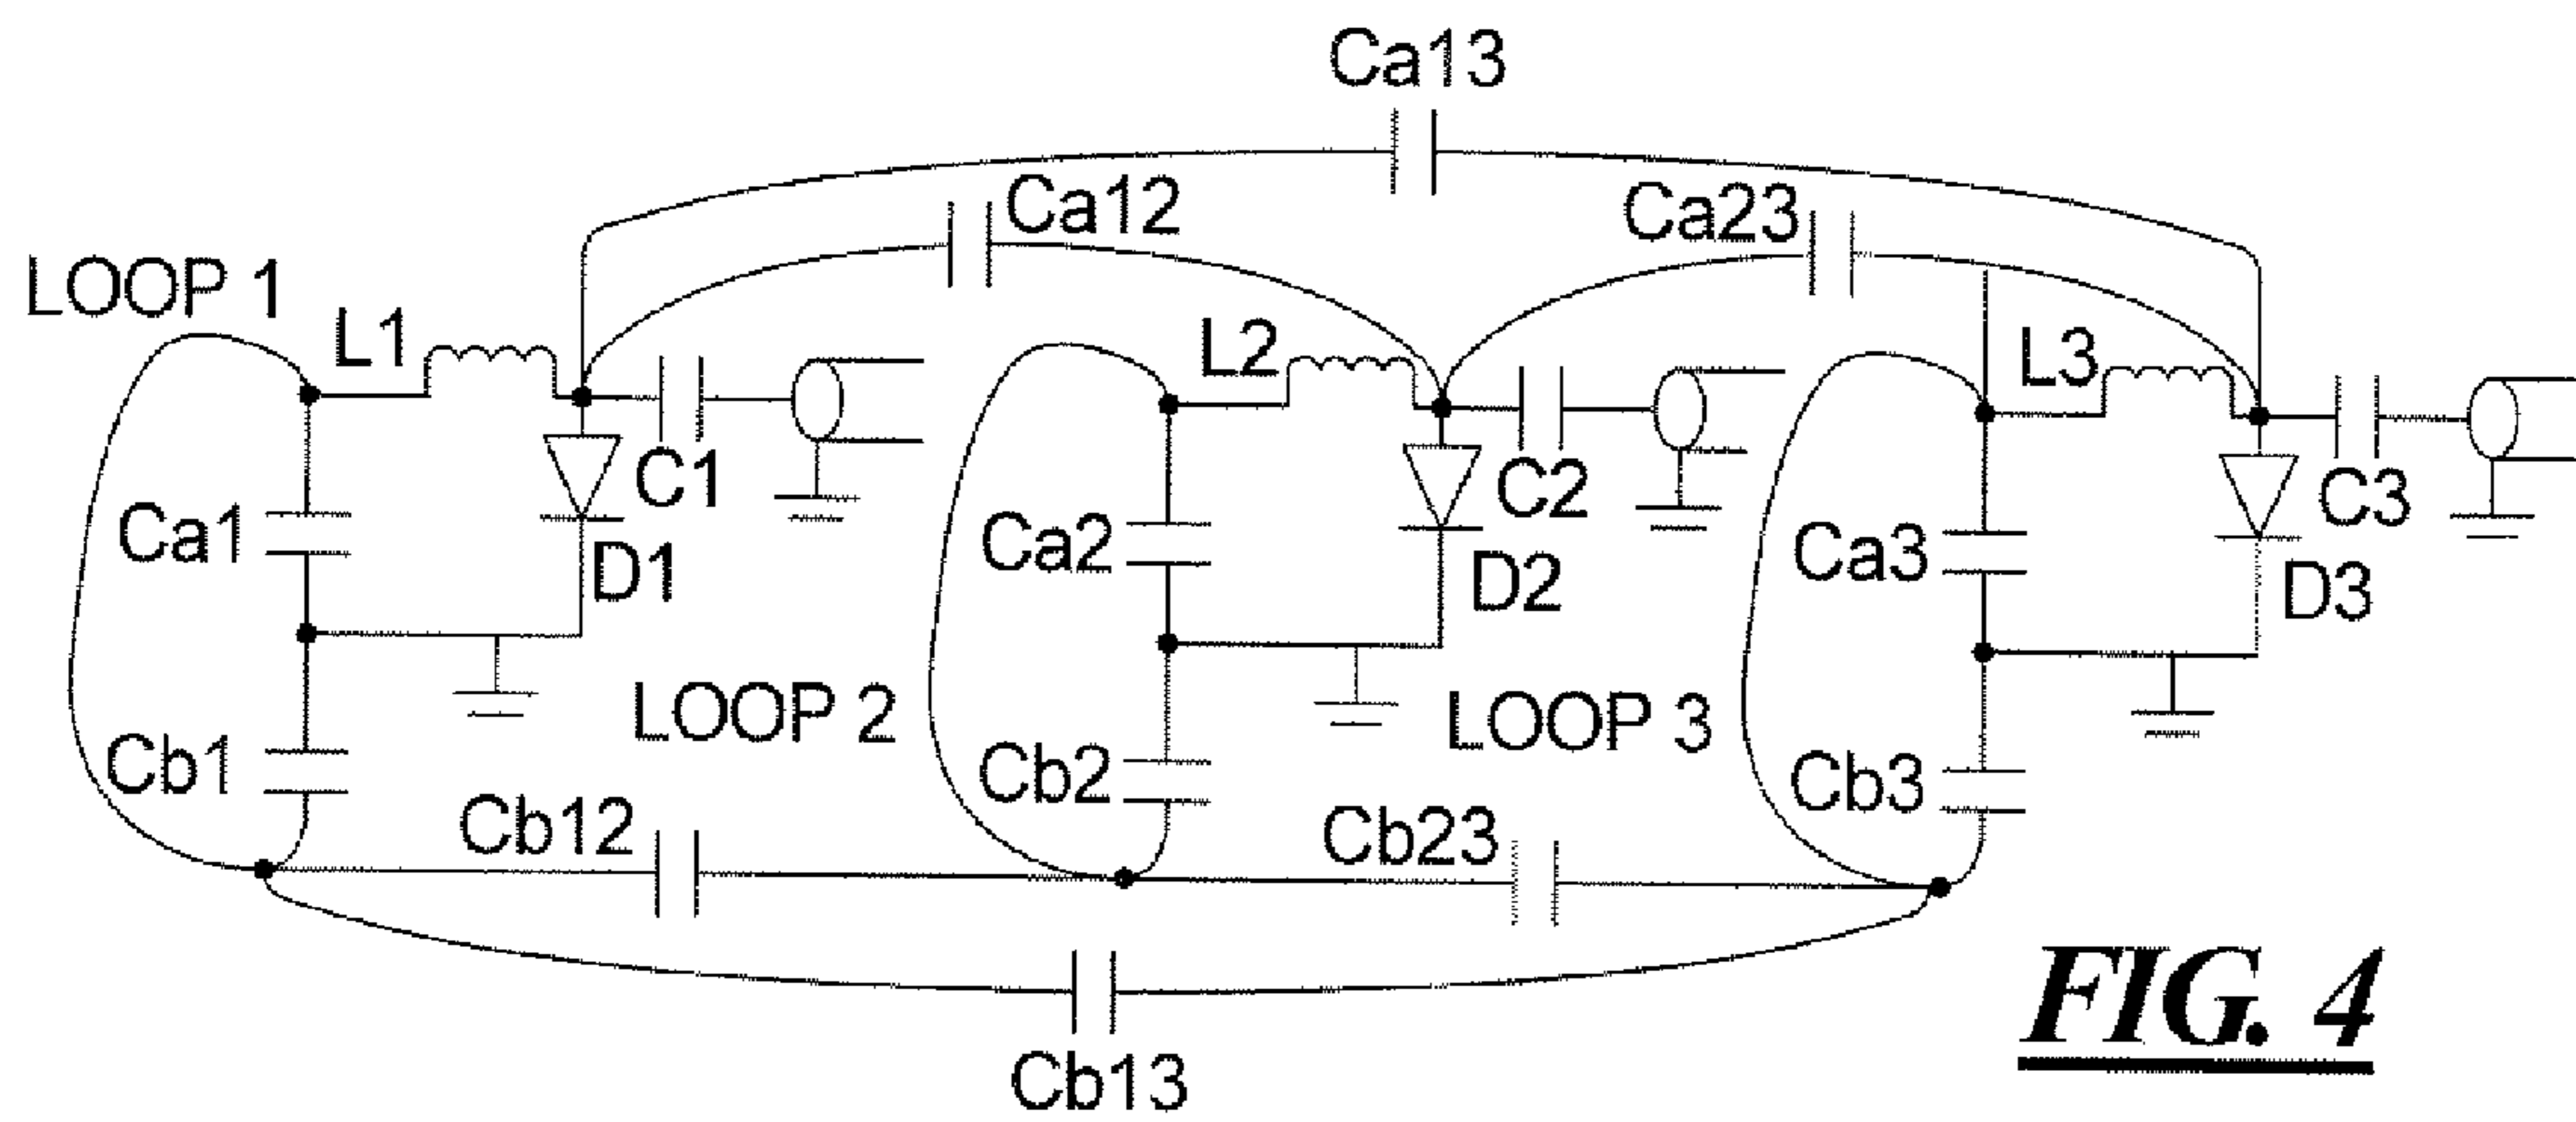 Ca13
Ca12
Ca23
LOOP 1
L1
L2
L3
C1
C2
C3
Ca1
Ca2
Ca3
D1
D2
D3
LOOP 2
LOOP 3
Cb1
Cb2
Cb3
Cb12
Cb23
Cb13
FIG. 4